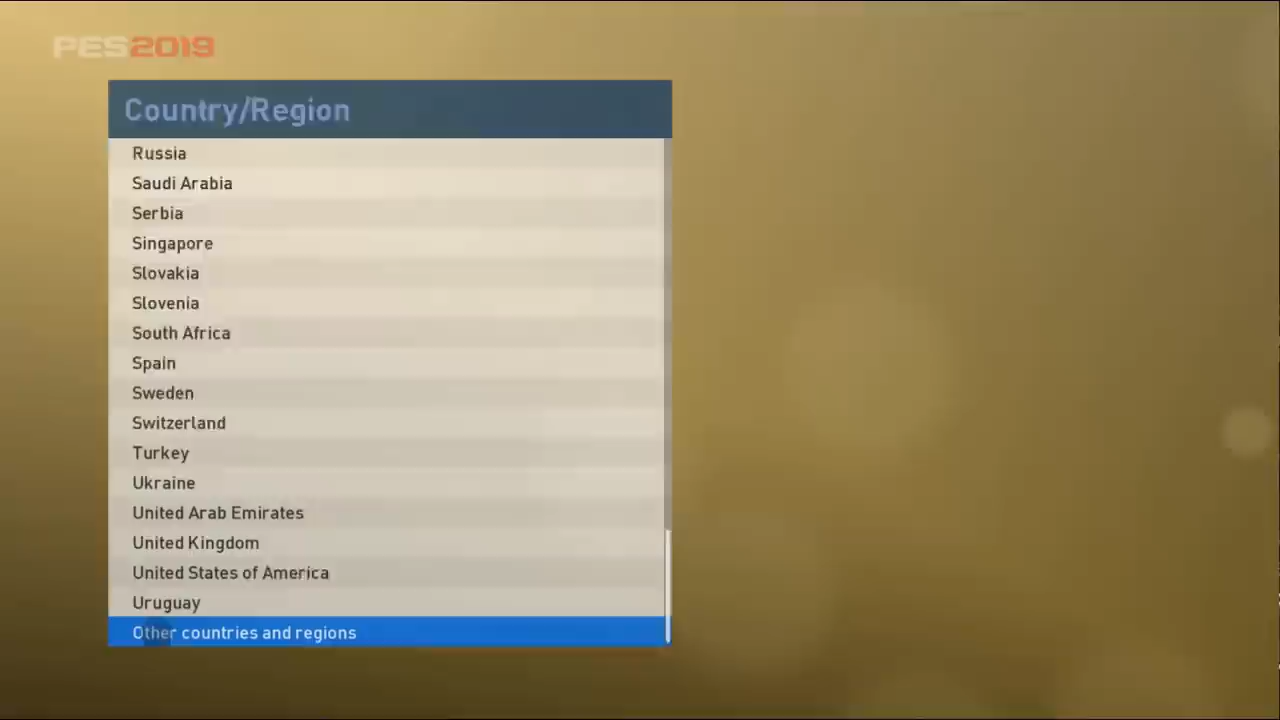 PES2019
Country/Region
Russia
Saudi Arabia
Serbia
Singapore
Slovakia
Slovenia
South Africa
Spain
Sweden
Switzerland
Turkey
Ukraine
United Arab Emirates
United Kingdom
United States of America
Uruguay
Other countries and regions